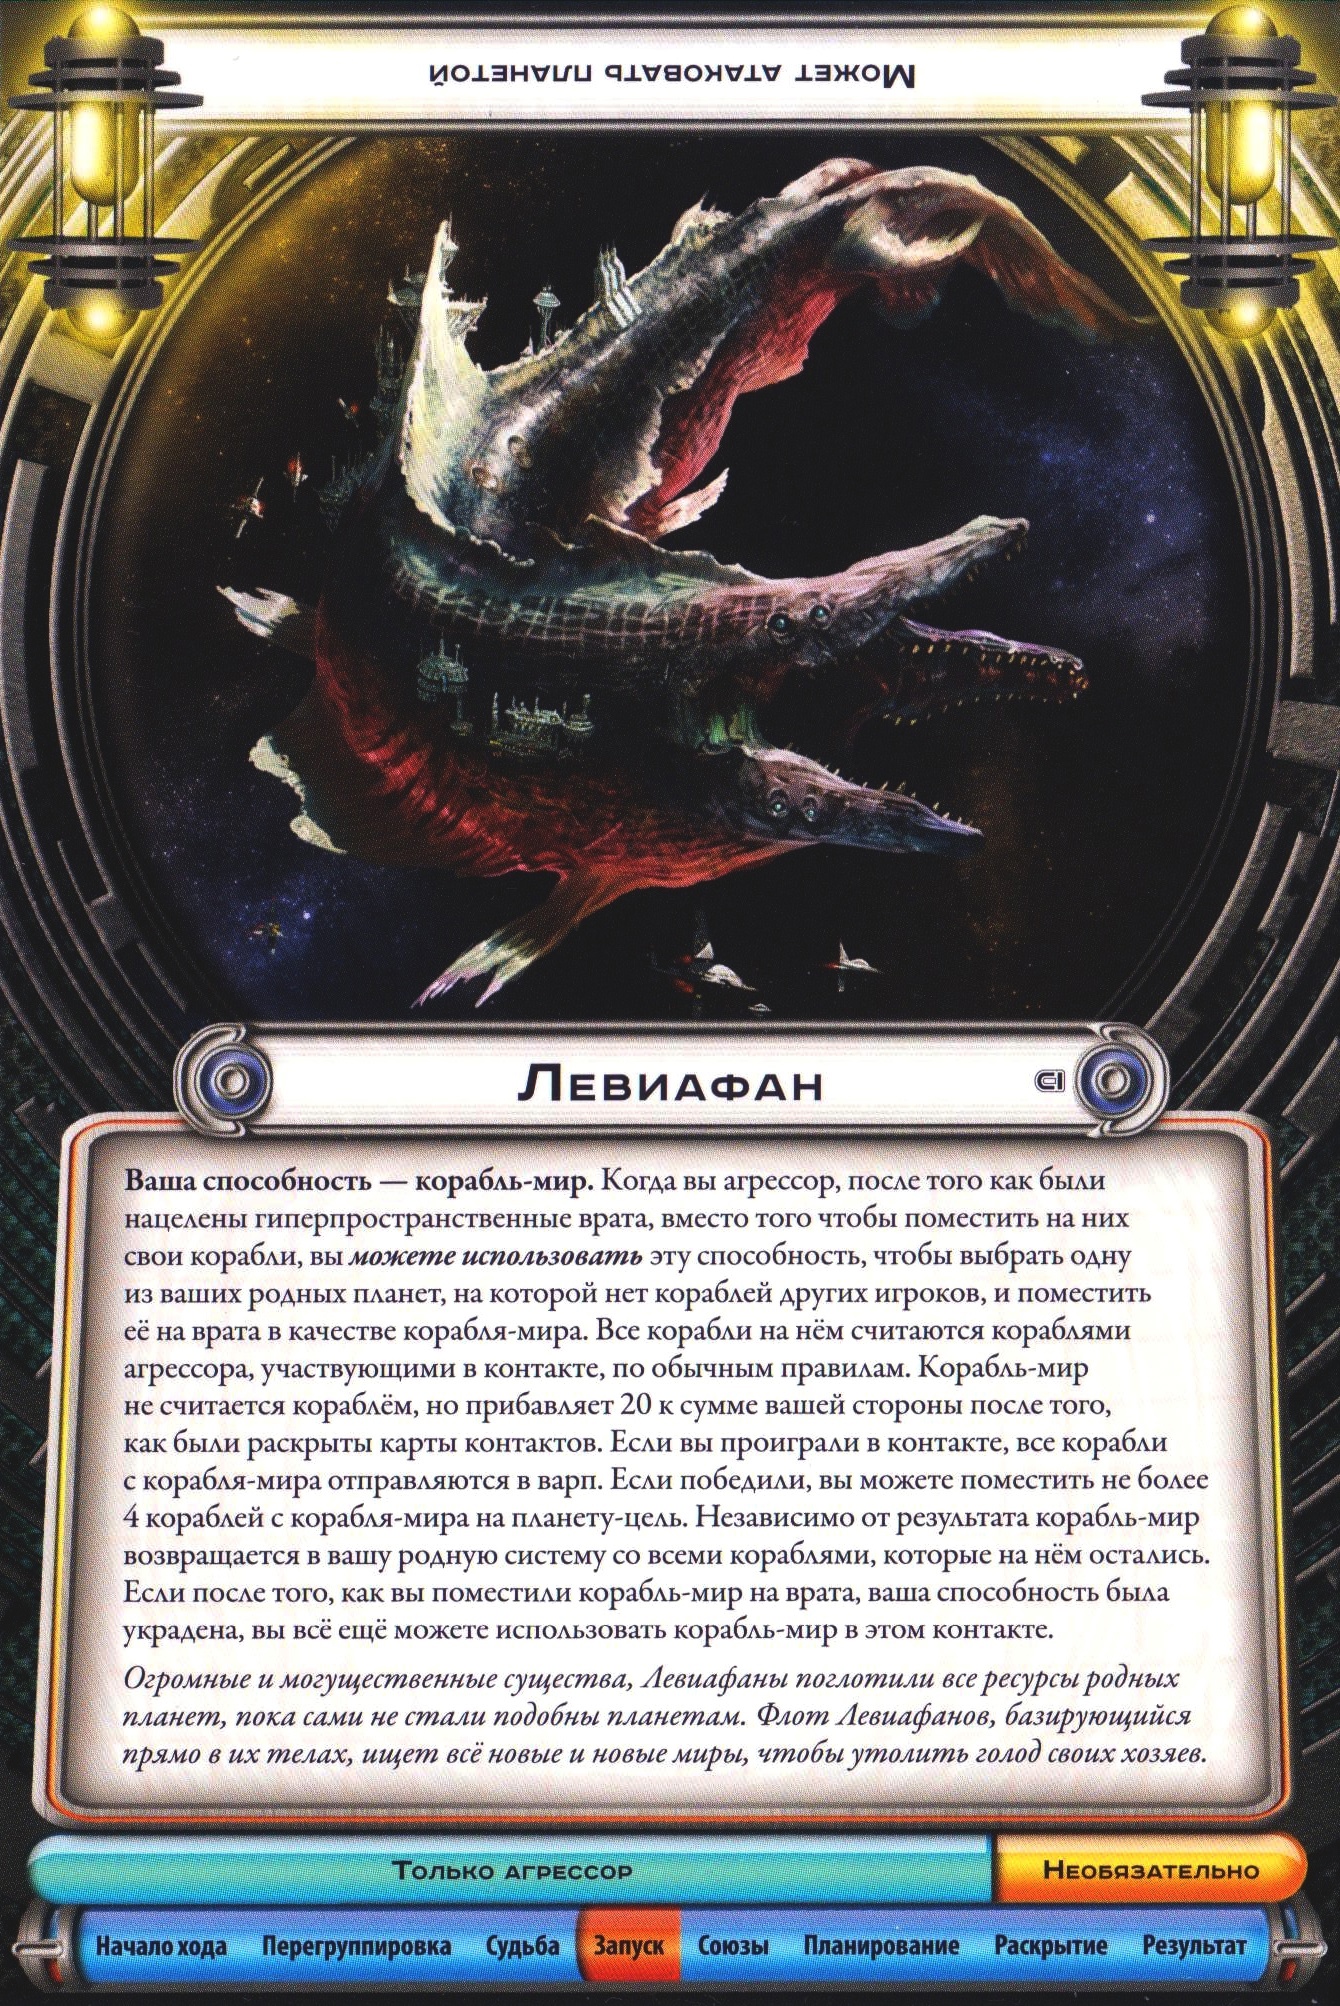 Может атаковать планетой
Левиафан
CI
Ваша способность — корабль-мир. Когда вы агрессор, после того как были
нацелены гиперпространственные врата, вместо того чтобы поместить на них
свои корабли, вы можете использовать эту способность, чтобы выбрать одну
из ваших родных планет, на которой нет кораблей других игроков, и поместить
её на врата в качестве корабля-мира. Все корабли на нём считаются кораблями
агрессора, участвующими в контакте, по обычным правилам. Корабль-мир
не считается кораблём, но прибавляет 20 к сумме вашей стороны после того,
как были раскрыты карты контактов. Если вы проиграли в контакте, все корабли
с корабля-мира отправляются в варп. Если победили, вы можете поместить не более
4 кораблей с корабля-мира на планету-цель. Независимо от результата корабль-мир
возвращается в вашу родную систему со всеми кораблями, которые на нём остались.
Если после того, как вы поместили корабль-мир на врата, ваша способность была
украдена, вы всё ещё можете использовать корабль-мир в этом контакте.
Огромные и могущественные существа, Левиафаны поглотили все ресурсы родных
планет, пока сами не стали подобны планетам. Флот Левиафанов, базирующийся
прямо в их телах, ищет всё новые и новые миры, чтобы утолить голод своих хозяев.
Только агрессор Необязательно
Начало хода Перегруппировка Судьба Запуск Союзы Планирование Раскрытие Результат